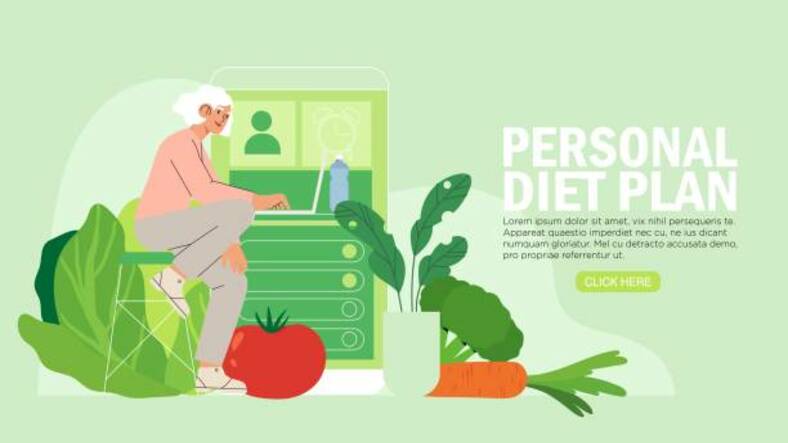 PERSONAL
DIET PLAN
Lorem ipsum dolor sit amet, vix nihil persequeris te.
Appareat quaestio imperdiet nec cu, ne ius dicant
numquam gloriatur. Mel cu detracto accusata demo,
pro propriae referrentur ut.
CLICK HERE